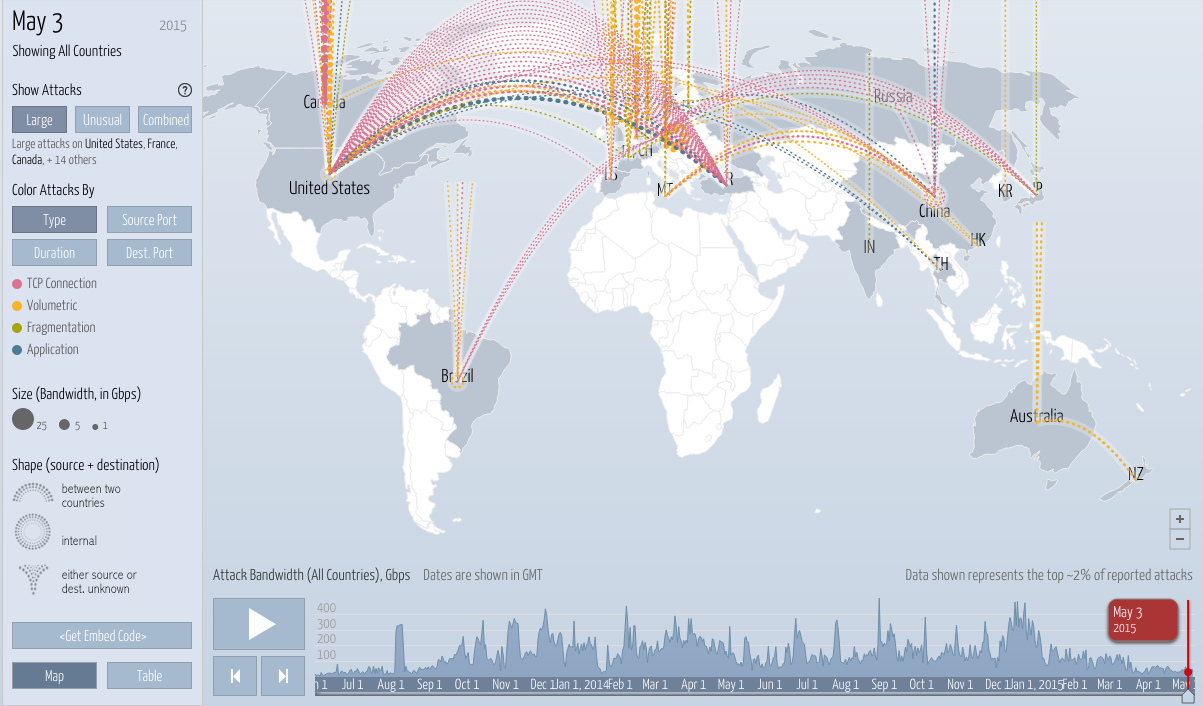 May 3 2015
Showing All Countries
Show Attacks ?
Large Unusual Combined
Large attacks on United States, France,
Canada, + 14 others
Color Attacks By
Type Source Port
Duration Dest. Port
TCP Connection
Volumetric
Fragmentation
Application
Size (Bandwidth, in Gbps)
25 5 1
Shape (source + destination)
between two
countries
internal
either source or
dest. unknown
<Get Embed Code>
Map Table
Russia
United States
MT
KR
China
HK
IN
TH
Brazil
Australia
NZ
+
−
Attack Bandwidth (All Countries), Gbps Dates are shown in GMT
Data shown represents the top ~2% of reported attacks
400
300
200
100
May 3
2015
Jul 1 Aug 1 Sep 1 Oct 1 Nov 1 Dec 1 Jan 1, 2014 Feb 1 Mar 1 Apr 1 May 1 Jun 1 Jul 1 Aug 1 Sep 1 Oct 1 Nov 1 Dec 1 Jan 1, 2015 Feb 1 Mar 1 Apr 1